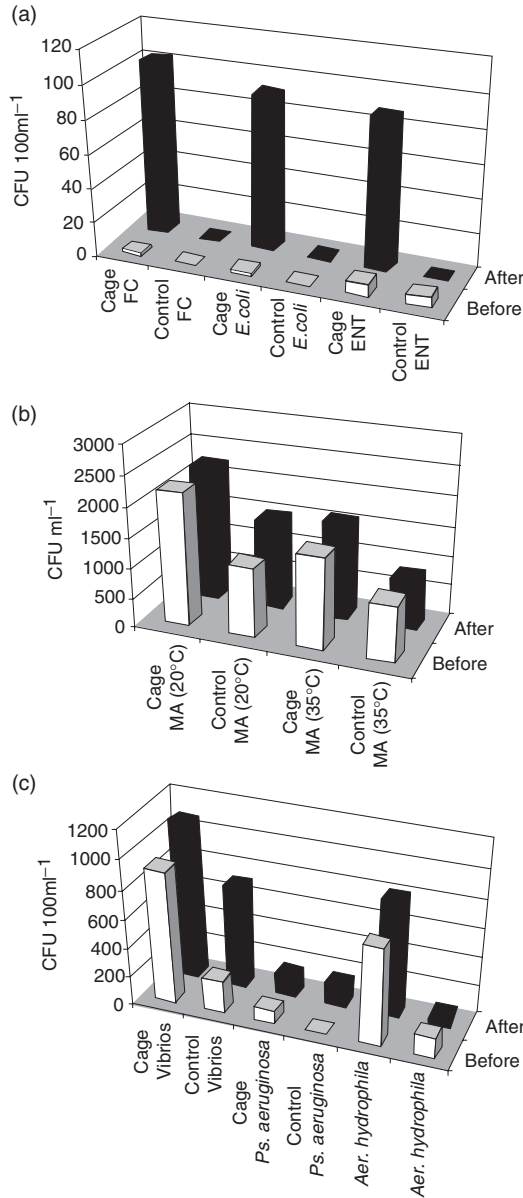 (a)
CFU 100ml⁻¹
120
100
80
60
40
20
0
Cage
FC
Control
FC
Cage
E.coli
Control
E.coli
Cage
ENT
Control
ENT
After
Before
(b)
CFU ml⁻¹
3000
2500
2000
1500
1000
500
0
Cage
MA (20°C)
Control
MA (20°C)
Cage
MA (35°C)
Control
MA (35°C)
After
Before
(c)
CFU 100ml⁻¹
1200
1000
800
600
400
200
0
Cage
Vibrios
Control
Vibrios
Cage
Ps. aeruginosa
Control
Ps. aeruginosa
Aer. hydrophila
Aer. hydrophila
After
Before